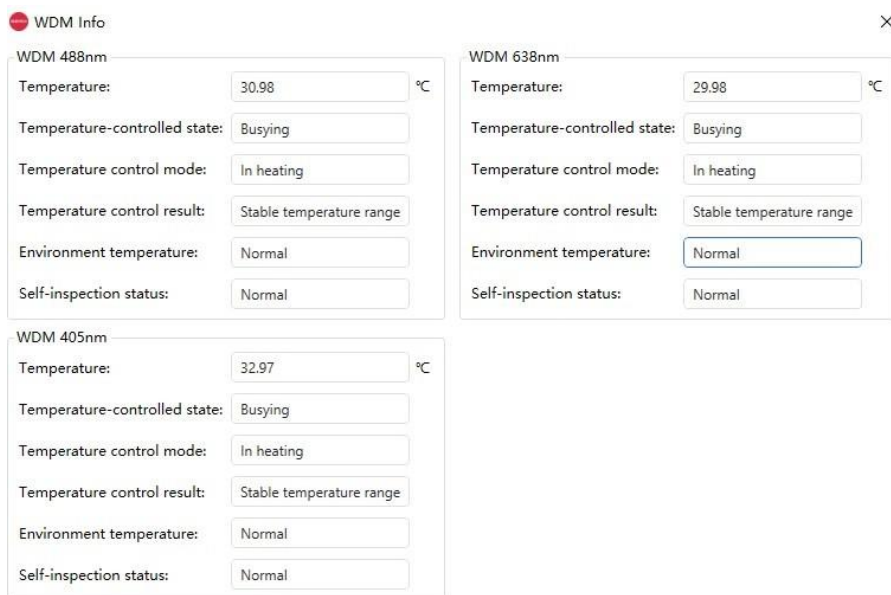 WDM Info
WDM 488nm
Temperature: 30.98 ℃
Temperature-controlled state: Busying
Temperature control mode: In heating
Temperature control result: Stable temperature range
Environment temperature: Normal
Self-inspection status: Normal
WDM 638nm
Temperature: 29.98 ℃
Temperature-controlled state: Busying
Temperature control mode: In heating
Temperature control result: Stable temperature range
Environment temperature: Normal
Self-inspection status: Normal
WDM 405nm
Temperature: 32.97 ℃
Temperature-controlled state: Busying
Temperature control mode: In heating
Temperature control result: Stable temperature range
Environment temperature: Normal
Self-inspection status: Normal